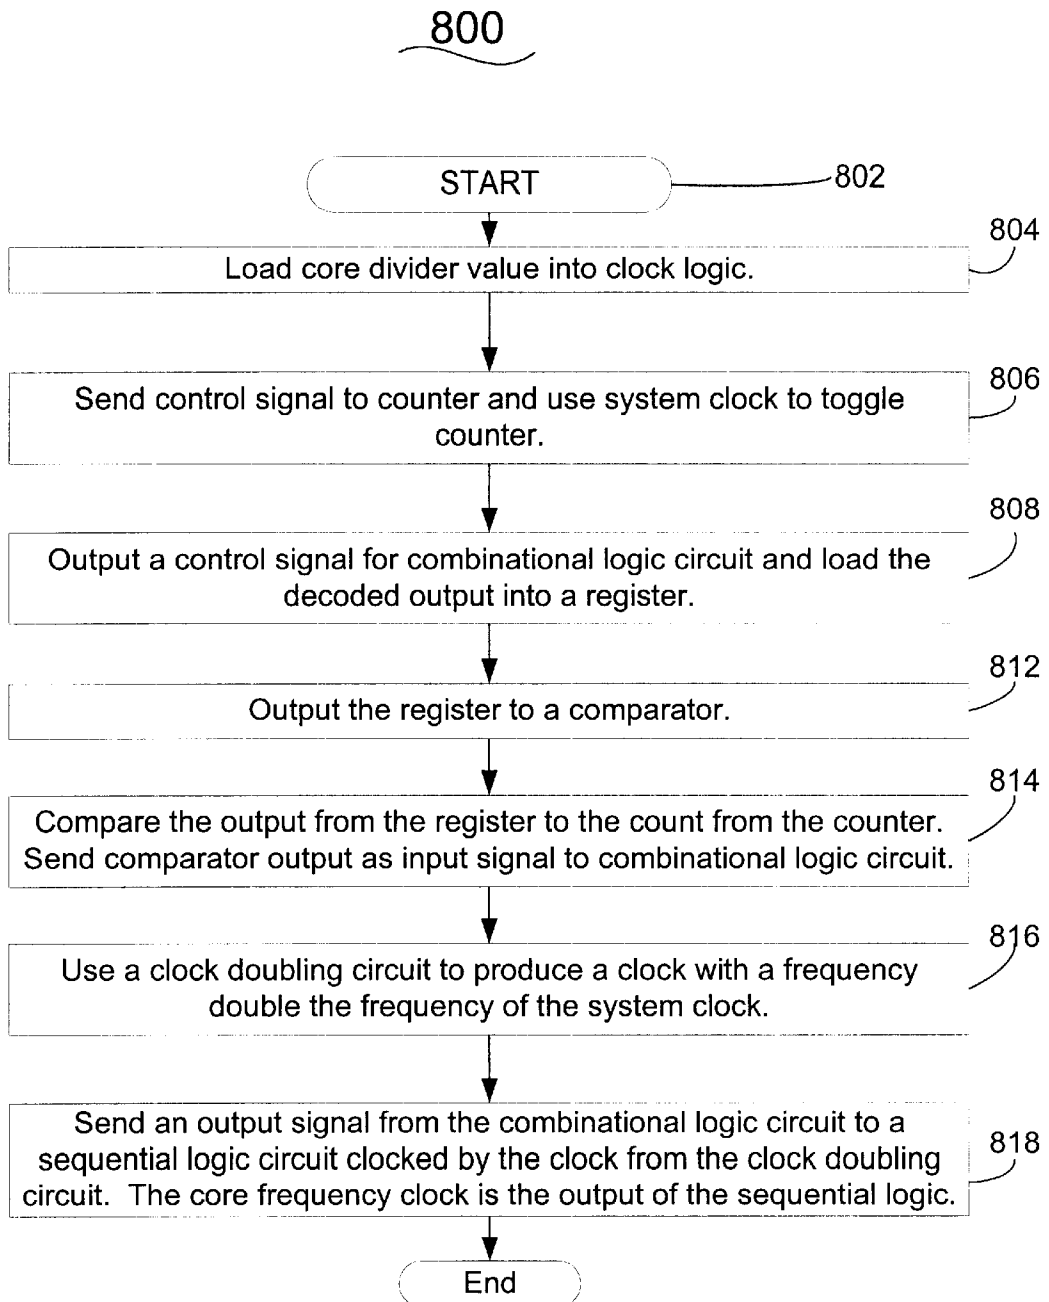 800
START
802
804
Load core divider value into clock logic.
806
Send control signal to counter and use system clock to toggle
counter.
808
Output a control signal for combinational logic circuit and load the
decoded output into a register.
812
Output the register to a comparator.
814
Compare the output from the register to the count from the counter.
Send comparator output as input signal to combinational logic circuit.
816
Use a clock doubling circuit to produce a clock with a frequency
double the frequency of the system clock.
Send an output signal from the combinational logic circuit to a
818
sequential logic circuit clocked by the clock from the clock doubling
circuit. The core frequency clock is the output of the sequential logic.
End